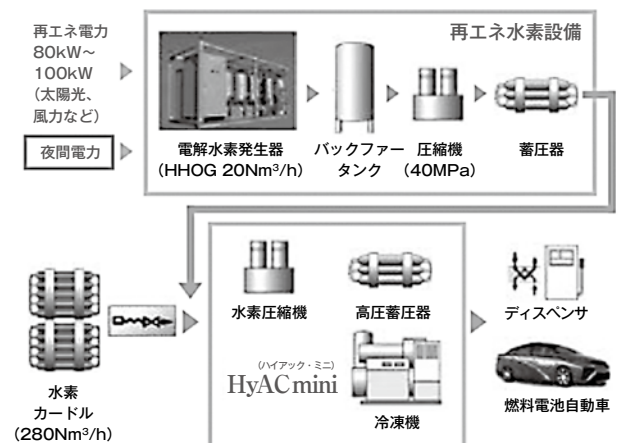 再エネ水素設備
再エネ電力
80kW～
100kW
（太陽光、
風力など）
夜間電力
電解水素発生器
（HHOG 20Nm³/h）
バックファー
タンク
圧縮機
（40MPa）
蓄圧器
水素圧縮機
高圧蓄圧器
ディスペンサ
（ハイアック・ミニ）
HyAC mini
冷凍機
燃料電池自動車
水素
カードル
（280Nm³/h）